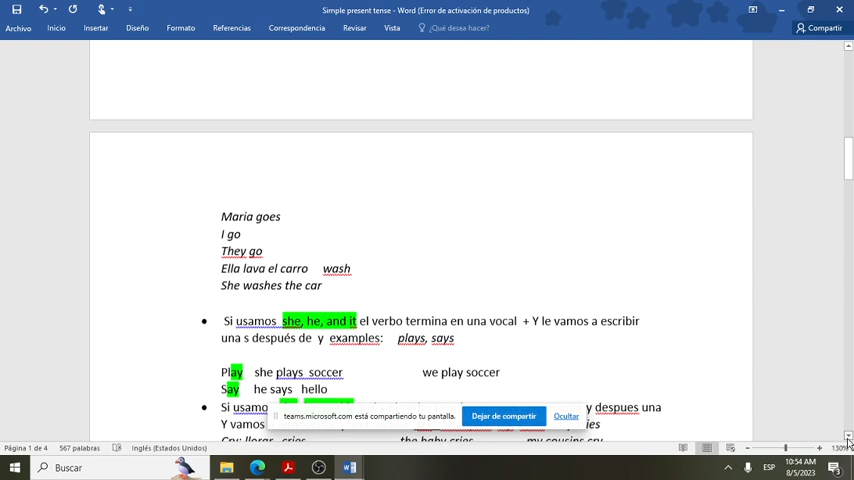 Simple present tense - Word (Error de activación de productos)
Archivo Inicio Insertar Diseño Formato Referencias Correspondencia Revisar Vista ¿Qué desea hacer? Compartir
Maria goes
I go
They go
Ella lava el carro wash
She washes the car
• Si usamos she, he, and it el verbo termina en una vocal + Y le vamos a escribir
una s después de y examples: plays, says
Play she plays soccer we play soccer
Say he says hello
• Si usamo y despues una
teams.microsoft.com está compartiendo tu pantalla. Dejar de compartir Ocultar
Y vamos ies
Cry: llorar cries the baby cries my cousins cry
Página 1 de 4 567 palabras Inglés (Estados Unidos) 130%
Buscar ESP 10:54 AM
8/5/2023 3